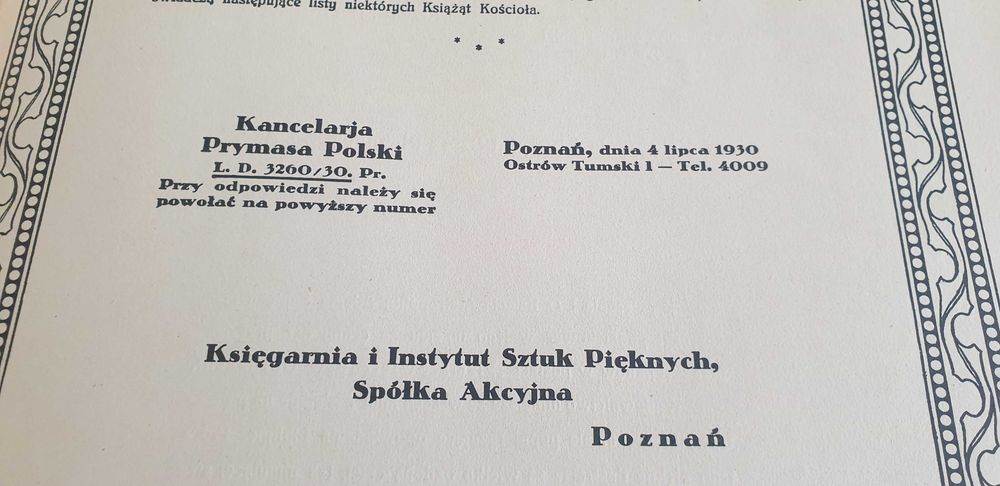 następujące listy niektórych Książąt Kościoła.
* * *
Kancelarja
Prymasa Polski
L. D. 3260/30. Pr.
Przy odpowiedzi należy się
powołać na powyższy numer
Poznań, dnia 4 lipca 1930
Ostrów Tumski 1 — Tel. 4009
Księgarnia i Instytut Sztuk Pięknych,
Spółka Akcyjna
Poznań